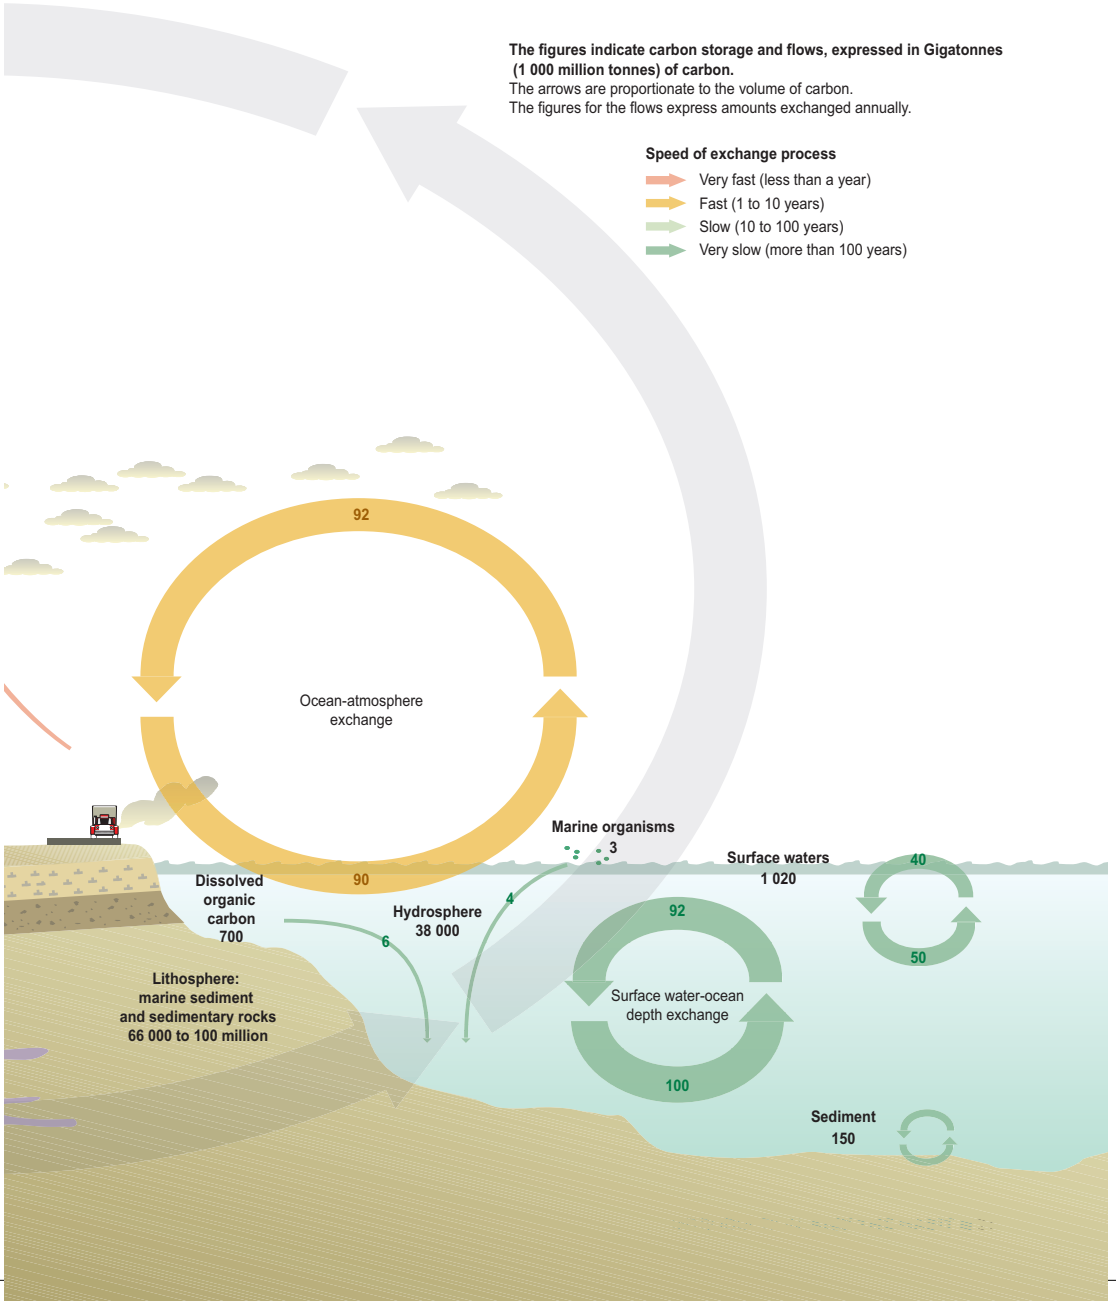 The figures indicate carbon storage and flows, expressed in Gigatonnes
(1 000 million tonnes) of carbon.
The arrows are proportionate to the volume of carbon.
The figures for the flows express amounts exchanged annually.
Speed of exchange process
Very fast (less than a year)
Fast (1 to 10 years)
Slow (10 to 100 years)
Very slow (more than 100 years)
92
Ocean-atmosphere
exchange
90
Marine organisms
3
Surface waters
1 020
40
50
Dissolved
organic
carbon
700
Hydrosphere
38 000
4
6
92
Surface water-ocean
depth exchange
100
Lithosphere:
marine sediment
and sedimentary rocks
66 000 to 100 million
Sediment
150